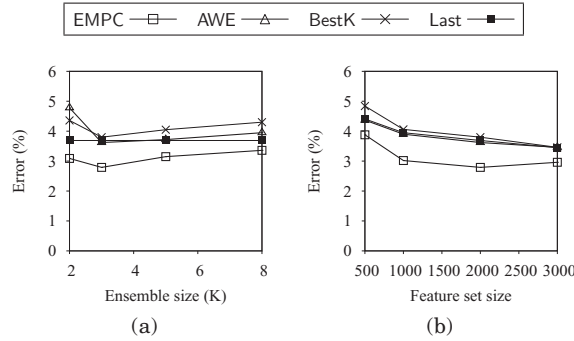 EMPC AWE BestK Last
6
5
4
3
2
1
0
Error (%)
2 4 6 8
Ensemble size (K)
(a)
6
5
4
3
2
1
0
Error (%)
500 1000 1500 2000 2500 3000
Feature set size
(b)